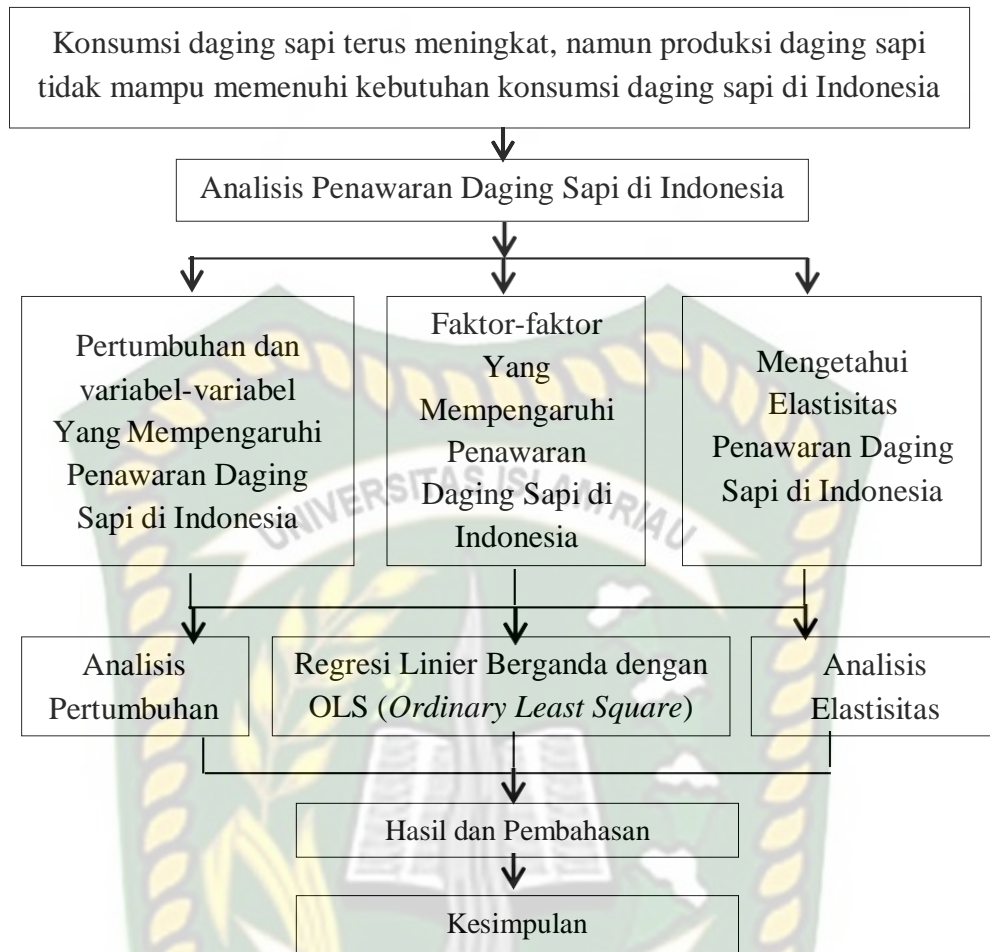 Konsumsi daging sapi terus meningkat, namun produksi daging sapi
tidak mampu memenuhi kebutuhan konsumsi daging sapi di Indonesia
Analisis Penawaran Daging Sapi di Indonesia
Pertumbuhan dan
variabel-variabel
Yang Mempengaruhi
Penawaran Daging
Sapi di Indonesia
Faktor-faktor
Yang
Mempengaruhi
Penawaran
Daging Sapi di
Indonesia
Mengetahui
Elastisitas
Penawaran Daging
Sapi di Indonesia
UNIVERSITAS ISLAM RIAU
Analisis
Pertumbuhan
Regresi Linier Berganda dengan
OLS (Ordinary Least Square)
Analisis
Elastisitas
Hasil dan Pembahasan
Kesimpulan